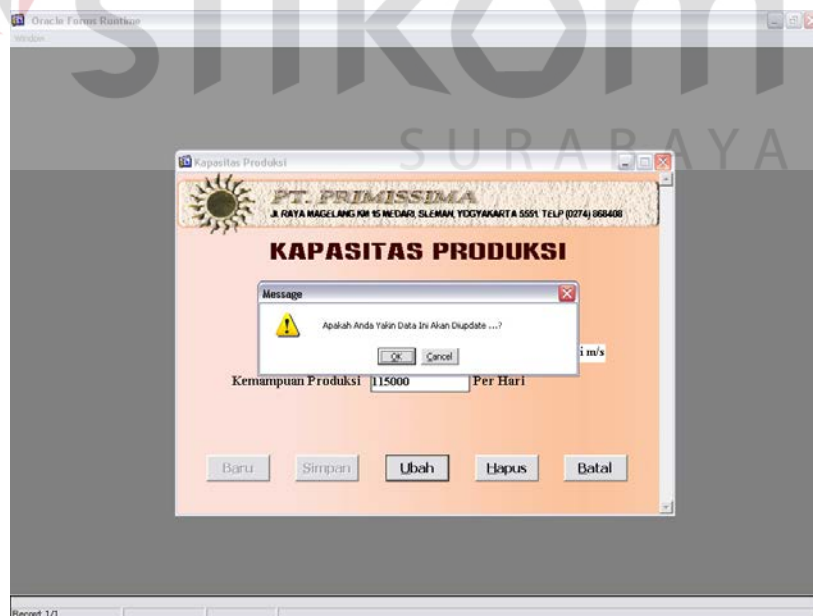 Oracle Forms Runtime
Window
stikom
SURABAYA
Kapasitas Produksi
PT. PRIMISSIMA
JL RAYA MAGELANG KM 15 MEDARI, SLEMAN, YOGYAKARTA 5551 TELP (0274) 868408
KAPASITAS PRODUKSI
Message
Apakah Anda Yakin Data Ini Akan Diupdate ...?
OK Cancel
i m/s
Kemampuan Produksi 115000 Per Hari
Baru Simpan Ubah Hapus Batal
Record: 1/1